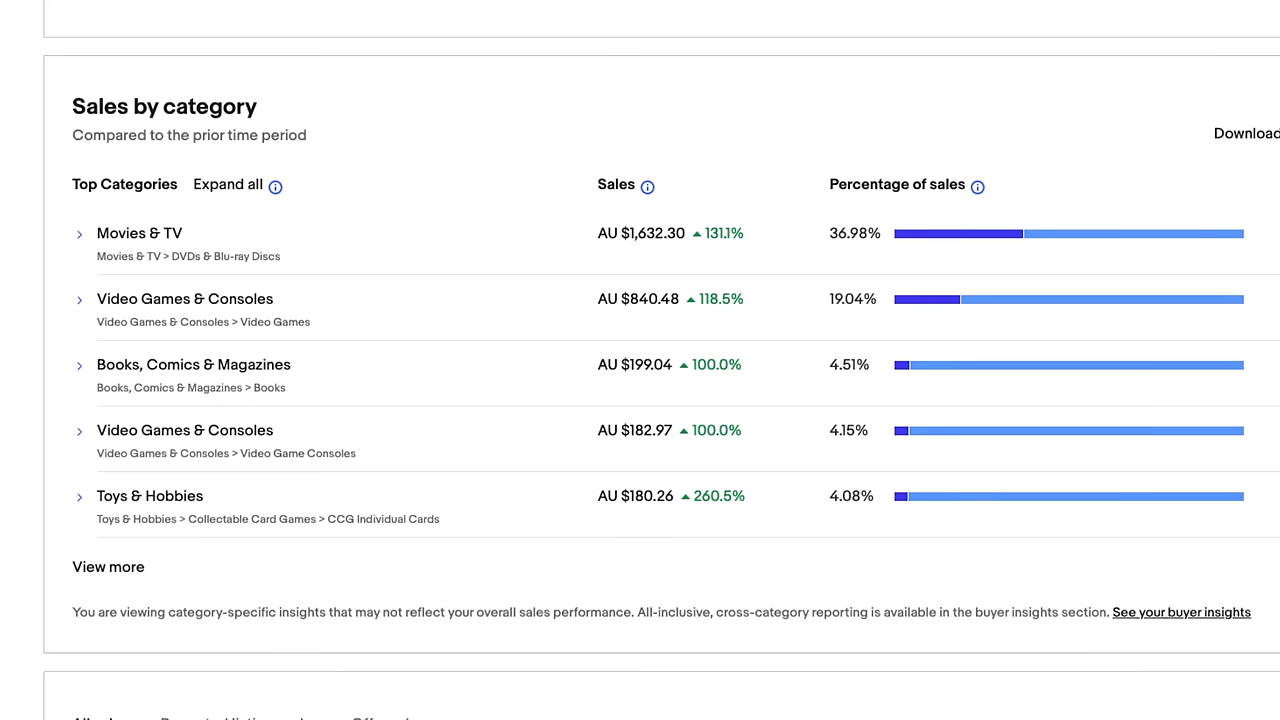 Sales by category
Compared to the prior time period
Download
Top Categories Expand all Sales Percentage of sales
Movies & TV AU $1,632.30 131.1% 36.98%
Movies & TV > DVDs & Blu-ray Discs
Video Games & Consoles AU $840.48 118.5% 19.04%
Video Games & Consoles > Video Games
Books, Comics & Magazines AU $199.04 100.0% 4.51%
Books, Comics & Magazines > Books
Video Games & Consoles AU $182.97 100.0% 4.15%
Video Games & Consoles > Video Game Consoles
Toys & Hobbies AU $180.26 260.5% 4.08%
Toys & Hobbies > Collectable Card Games > CCG Individual Cards
View more
You are viewing category-specific insights that may not reflect your overall sales performance. All-inclusive, cross-category reporting is available in the buyer insights section. See your buyer insights